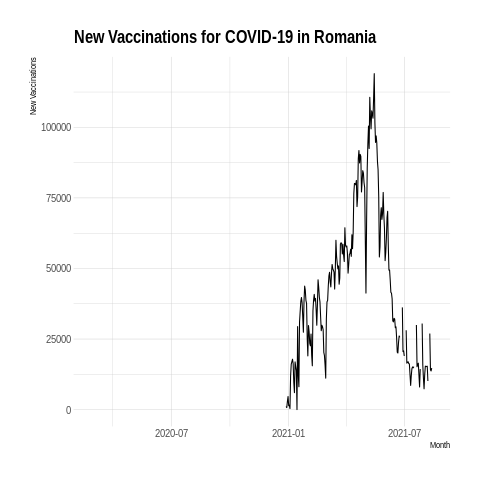 New Vaccinations for COVID-19 in Romania
New Vaccinations
100000
75000
50000
25000
0
2020-07 2021-01 2021-07
Month